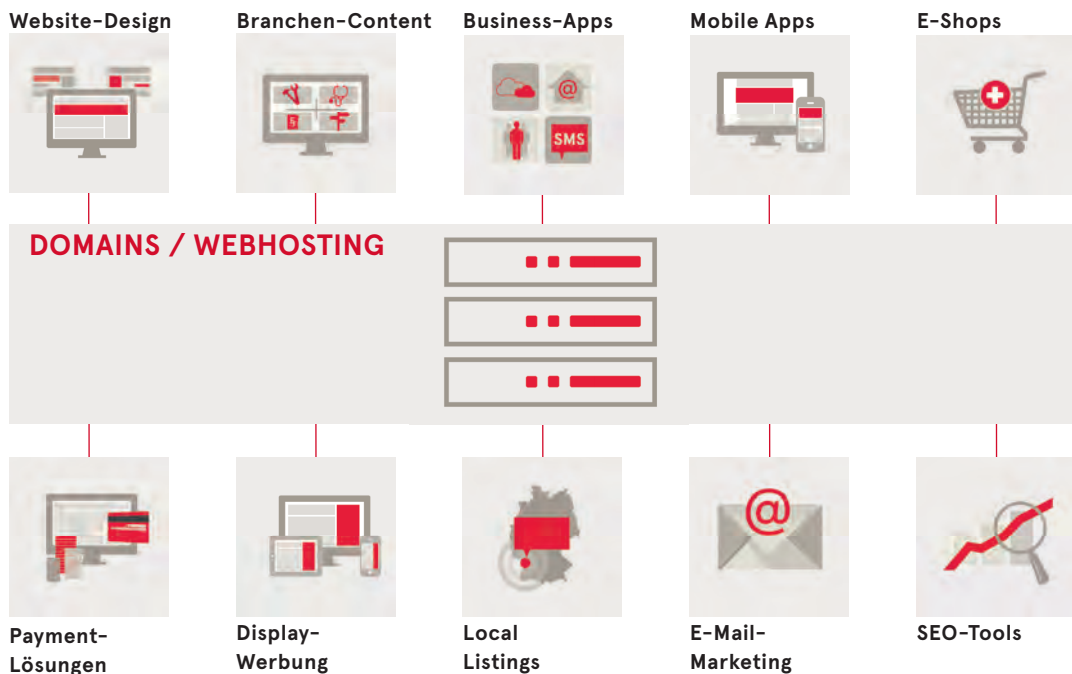 Website-Design
Branchen-Content
Business-Apps
Mobile Apps
E-Shops
@
SMS
DOMAINS / WEBHOSTING
@
Payment-
Lösungen
Display-
Werbung
Local
Listings
E-Mail-
Marketing
SEO-Tools